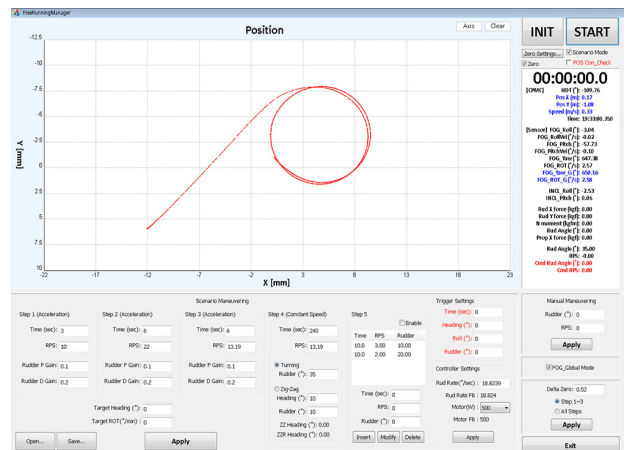 FreeRunningManager
Position
Axis Clear
INIT START
Zero Settings... Scenario Mode
Zero POS Con_Check
00:00:00.0
[CPMC] HDT (°): -109.76
Pos X (m): 0.17
Pos Y (m): -1.08
Speed (m/s): 0.33
Time: 19:33:00.350
[Sensor] FOG_Roll (°): -3.04
FOG_RollVel (°/s): -0.02
FOG_Pitch (°): -57.73
FOG_PitchVel (°/s): -0.10
FOG_Yaw (°): 647.38
FOG_ROT (°/s): 2.57
FOG_Yaw_G (°): 658.16
FOG_ROT_G (°/s): 2.58
INCL_Roll (°): -2.53
INCL_Pitch (°): 0.06
Rud X force [kgf]: 0.00
Rud Y force [kgf]: 0.00
N moment [kgfm]: 0.00
Rud Angle (°): 0.00
Prop X force [kgf]: 0.00
Rud Angle (°): 35.00
RPS: -0.00
Cmd Rud Angle (°): 0.00
Cmd RPS: 0.00
-12.5
-10
-7.5
-5
-2.5
0
2.5
5
7.5
10
Y [mm]
-22 -17 -12 -7 -2 3 8 13 18 23
X [mm]
Scenario Maneuvering
Step 1 (Acceleration)
Time (sec): 3
RPS: 10
Rudder P Gain: 0.1
Rudder D Gain: 0.2
Step 2 (Acceleration)
Time (sec): 6
RPS: 22
Rudder P Gain: 0.1
Rudder D Gain: 0.2
Step 3 (Acceleration)
Time (sec): 6
RPS: 13.19
Rudder P Gain: 0.1
Rudder D Gain: 0.2
Step 4 (Constant Speed)
Time (sec): 240
RPS: 13.19
Turning
Rudder (°): 35
Zig-Zag
Heading (°): 10
Rudder (°): 10
ZZ Heading (°): 0.00
ZZR Heading (°): 0.00
Step 5
Enable
Time RPS Rudder
10.0 3.00 10.00
10.0 2.00 20.00
Time (sec): 0
RPS: 0
Rudder (°): 0
Insert Modify Delete
Target Heading (°): 0
Target ROT(°/min) : 0
Open... Save... Apply
Trigger Settings
Time (sec): 0
Heading (°): 0
Roll (°): 0
Rudder (°): 0
Controller Settings
Rud Rate(°/sec) : 18.8239
Rud Rate FB : 18.824
Motor(W) : 500
Motor FB : 500
Apply
Manual Maneuvering
Rudder (°): 0
RPS: 0
Apply
FOG_Global Mode
Delta Zero: 0.52
Step 1~3
All Steps
Apply
Exit